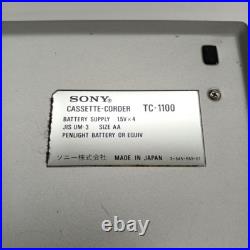 SONY®
CASSETTE-CORDER TC-1100
BATTERY SUPPLY 1.5V×4
JIS UM-3 SIZE AA
PENLIGHT BATTERY OR EQUIV
ソニー株式会社 MADE IN JAPAN